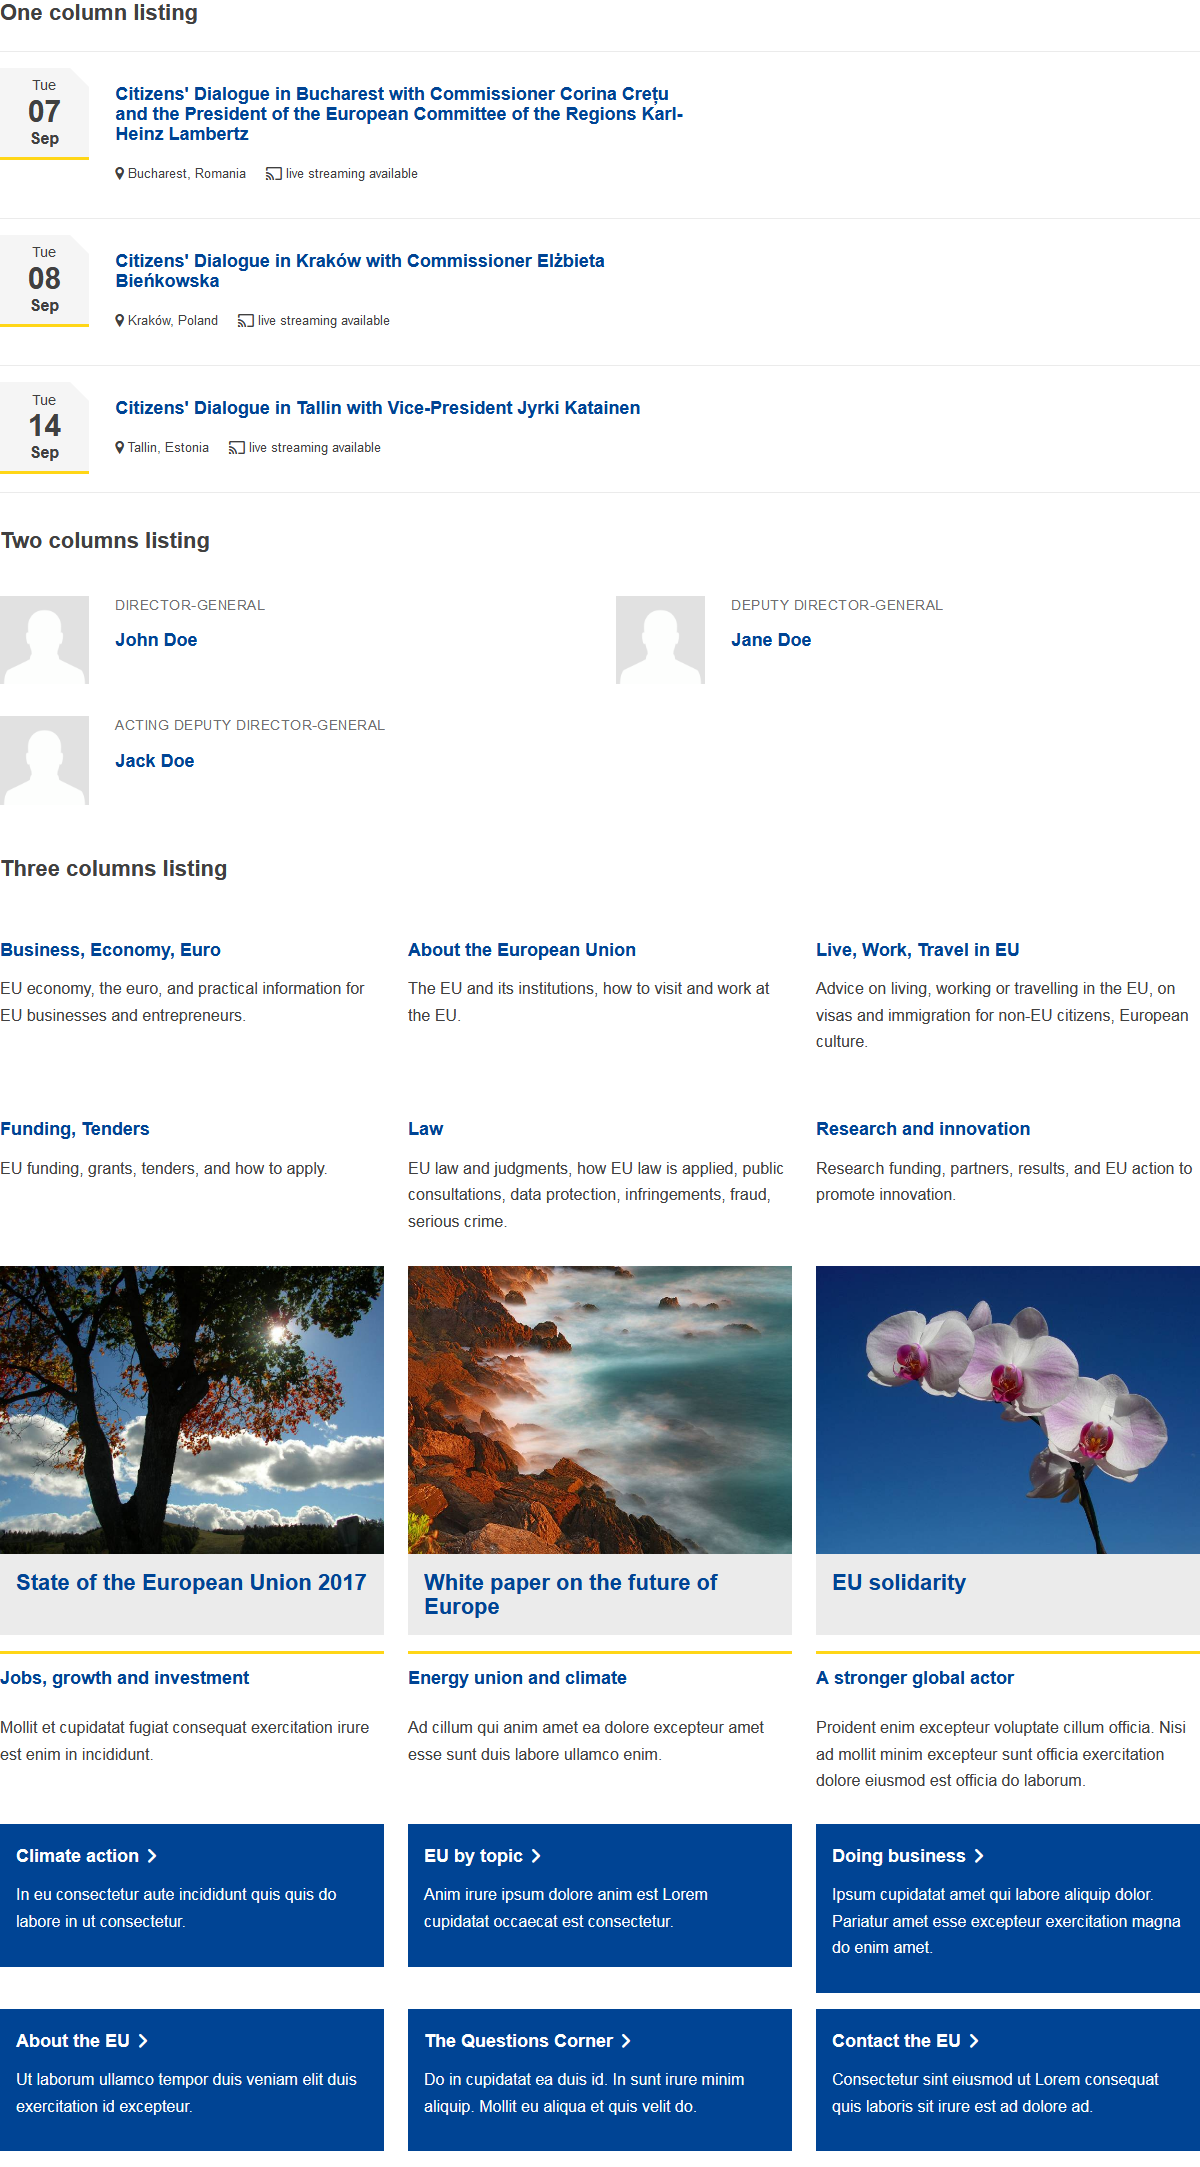 One column listing
Tue
07
Sep
Citizens' Dialogue in Bucharest with Commissioner Corina Crețu
and the President of the European Committee of the Regions Karl-
Heinz Lambertz
Bucharest, Romania live streaming available
Tue
08
Sep
Citizens' Dialogue in Kraków with Commissioner Elżbieta
Bieńkowska
Kraków, Poland live streaming available
Tue
14
Sep
Citizens' Dialogue in Tallin with Vice-President Jyrki Katainen
Tallin, Estonia live streaming available
Two columns listing
DIRECTOR-GENERAL
John Doe
DEPUTY DIRECTOR-GENERAL
Jane Doe
ACTING DEPUTY DIRECTOR-GENERAL
Jack Doe
Three columns listing
Business, Economy, Euro
EU economy, the euro, and practical information for
EU businesses and entrepreneurs.
About the European Union
The EU and its institutions, how to visit and work at
the EU.
Live, Work, Travel in EU
Advice on living, working or travelling in the EU, on
visas and immigration for non-EU citizens, European
culture.
Funding, Tenders
EU funding, grants, tenders, and how to apply.
Law
EU law and judgments, how EU law is applied, public
consultations, data protection, infringements, fraud,
serious crime.
Research and innovation
Research funding, partners, results, and EU action to
promote innovation.
State of the European Union 2017
White paper on the future of
Europe
EU solidarity
Jobs, growth and investment
Mollit et cupidatat fugiat consequat exercitation irure
est enim in incididunt.
Energy union and climate
Ad cillum qui anim amet ea dolore excepteur amet
esse sunt duis labore ullamco enim.
A stronger global actor
Proident enim excepteur voluptate cillum officia. Nisi
ad mollit minim excepteur sunt officia exercitation
dolore eiusmod est officia do laborum.
Climate action
In eu consectetur aute incididunt quis quis do
labore in ut consectetur.
EU by topic
Anim irure ipsum dolore anim est Lorem
cupidatat occaecat est consectetur.
Doing business
Ipsum cupidatat amet qui labore aliquip dolor.
Pariatur amet esse excepteur exercitation magna
do enim amet.
About the EU
Ut laborum ullamco tempor duis veniam elit duis
exercitation id excepteur.
The Questions Corner
Do in cupidatat ea duis id. In sunt irure minim
aliquip. Mollit eu aliqua et quis velit do.
Contact the EU
Consectetur sint eiusmod ut Lorem consequat
quis laboris sit irure est ad dolore ad.